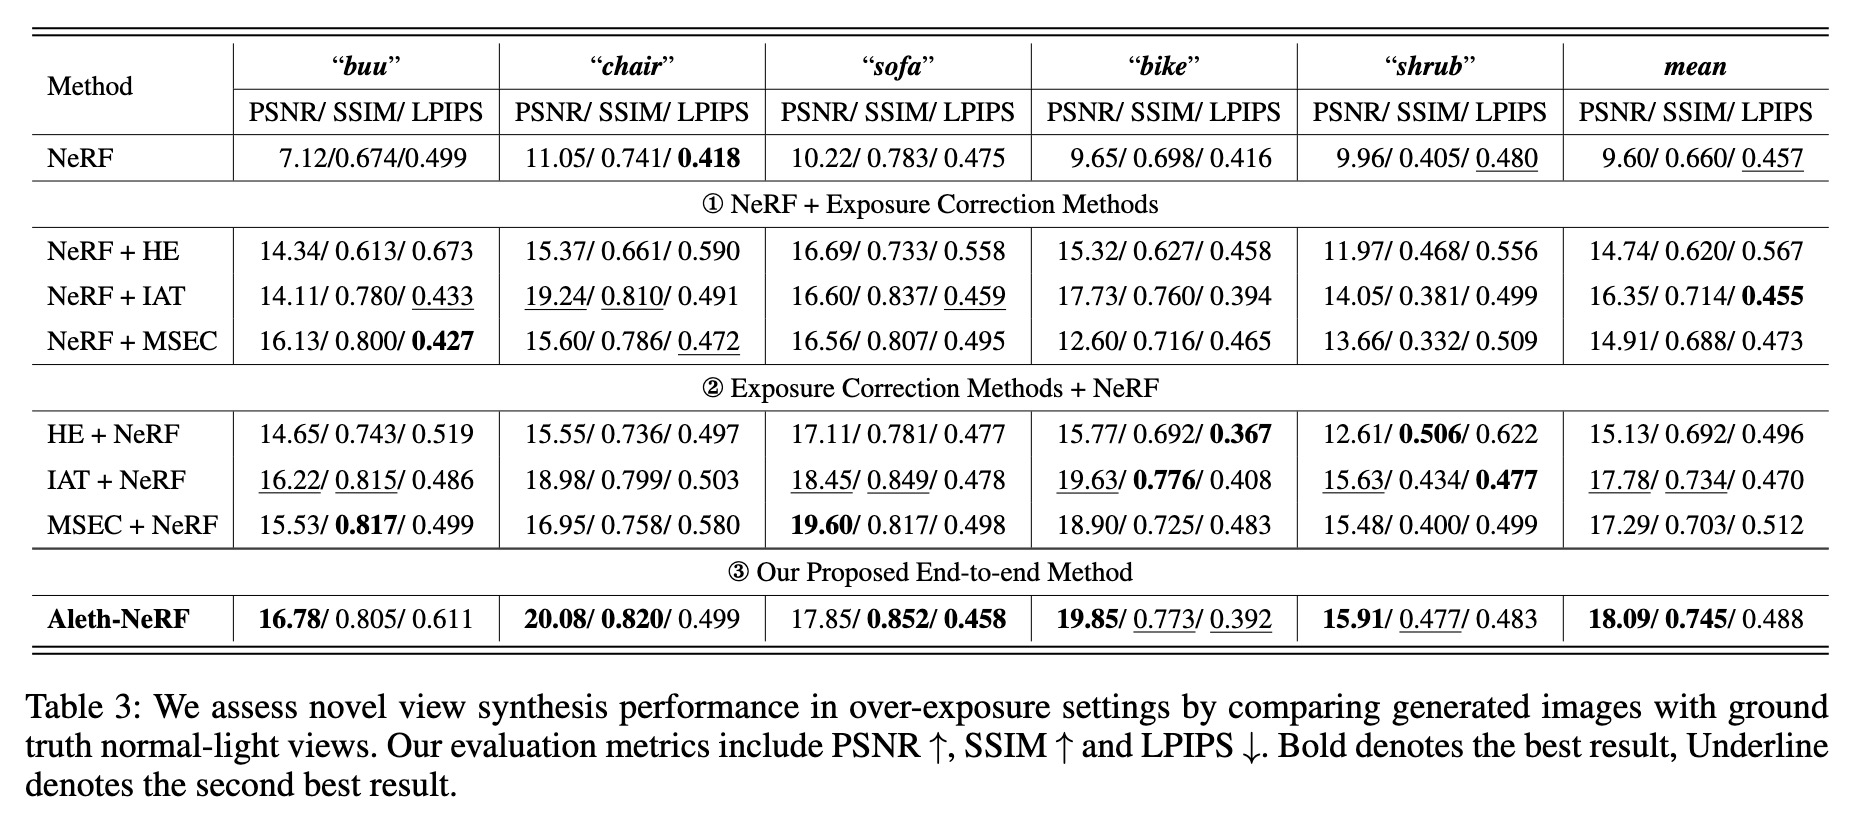 Method “buu” “chair” “sofa” “bike” “shrub” mean
PSNR/ SSIM/ LPIPS PSNR/ SSIM/ LPIPS PSNR/ SSIM/ LPIPS PSNR/ SSIM/ LPIPS PSNR/ SSIM/ LPIPS PSNR/ SSIM/ LPIPS
NeRF 7.12/0.674/0.499 11.05/ 0.741/ 0.418 10.22/ 0.783/ 0.475 9.65/ 0.698/ 0.416 9.96/ 0.405/ 0.480 9.60/ 0.660/ 0.457
① NeRF + Exposure Correction Methods
NeRF + HE 14.34/ 0.613/ 0.673 15.37/ 0.661/ 0.590 16.69/ 0.733/ 0.558 15.32/ 0.627/ 0.458 11.97/ 0.468/ 0.556 14.74/ 0.620/ 0.567
NeRF + IAT 14.11/ 0.780/ 0.433 19.24/ 0.810/ 0.491 16.60/ 0.837/ 0.459 17.73/ 0.760/ 0.394 14.05/ 0.381/ 0.499 16.35/ 0.714/ 0.455
NeRF + MSEC 16.13/ 0.800/ 0.427 15.60/ 0.786/ 0.472 16.56/ 0.807/ 0.495 12.60/ 0.716/ 0.465 13.66/ 0.332/ 0.509 14.91/ 0.688/ 0.473
② Exposure Correction Methods + NeRF
HE + NeRF 14.65/ 0.743/ 0.519 15.55/ 0.736/ 0.497 17.11/ 0.781/ 0.477 15.77/ 0.692/ 0.367 12.61/ 0.506/ 0.622 15.13/ 0.692/ 0.496
IAT + NeRF 16.22/ 0.815/ 0.486 18.98/ 0.799/ 0.503 18.45/ 0.849/ 0.478 19.63/ 0.776/ 0.408 15.63/ 0.434/ 0.477 17.78/ 0.734/ 0.470
MSEC + NeRF 15.53/ 0.817/ 0.499 16.95/ 0.758/ 0.580 19.60/ 0.817/ 0.498 18.90/ 0.725/ 0.483 15.48/ 0.400/ 0.499 17.29/ 0.703/ 0.512
③ Our Proposed End-to-end Method
Aleth-NeRF 16.78/ 0.805/ 0.611 20.08/ 0.820/ 0.499 17.85/ 0.852/ 0.458 19.85/ 0.773/ 0.392 15.91/ 0.477/ 0.483 18.09/ 0.745/ 0.488
Table 3: We assess novel view synthesis performance in over-exposure settings by comparing generated images with ground
truth normal-light views. Our evaluation metrics include PSNR ↑, SSIM ↑ and LPIPS ↓. Bold denotes the best result, Underline
denotes the second best result.